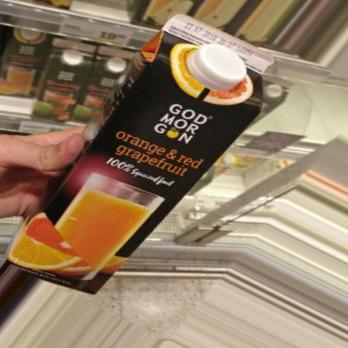 GOD
MOR
GON
orange & red
grapefruit
100% Squeezed fruit